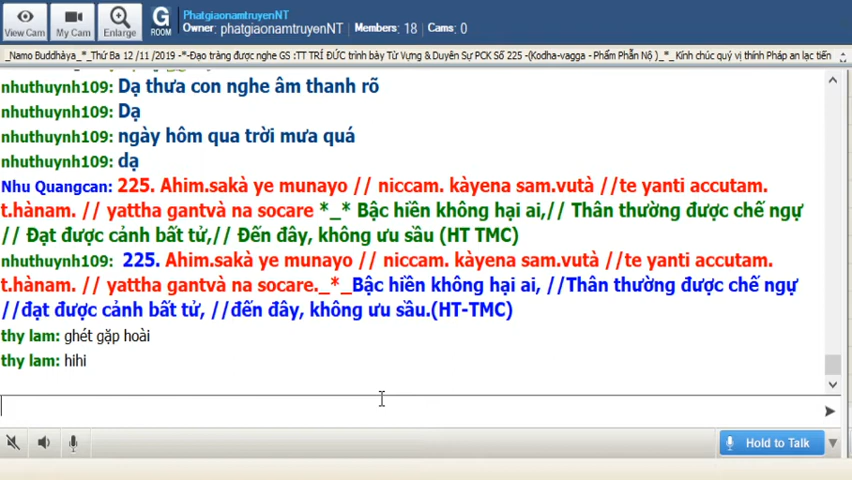 View Cam
My Cam
Enlarge
G
ROOM
PhatgiaonamtruyenNT
Owner: phatgiaonamtruyenNT Members: 18 Cams: 0
_Namo Buddhàya_*_Thứ Ba 12 /11 /2019 -*-Đạo tràng được nghe GS :TT TRÍ ĐỨC trình bày Từ Vựng & Duyên Sự PCK Số 225 -(Kodha-vagga - Phẩm Phẫn Nộ )_*_ Kính chúc quý vị thính Pháp an lạc tiến
nhuthuynh109: Dạ thưa con nghe âm thanh rõ
nhuthuynh109: Dạ
nhuthuynh109: ngày hôm qua trời mưa quá
nhuthuynh109: dạ
Nhu Quangcan: 225. Ahim.sakà ye munayo // niccam. kàyena sam.vutà //te yanti accutam.
t.hànam. // yattha gantvà na socare *_* Bậc hiền không hại ai,// Thân thường được chế ngự
// Đạt được cảnh bất tử,// Đến đây, không ưu sầu (HT TMC)
nhuthuynh109: 225. Ahim.sakà ye munayo // niccam. kàyena sam.vutà //te yanti accutam.
t.hànam. // yattha gantvà na socare._*_Bậc hiền không hại ai, //Thân thường được chế ngự
//đạt được cảnh bất tử, //đến đây, không ưu sầu.(HT-TMC)
thy lam: ghét gặp hoài
thy lam: hihi
Hold to Talk